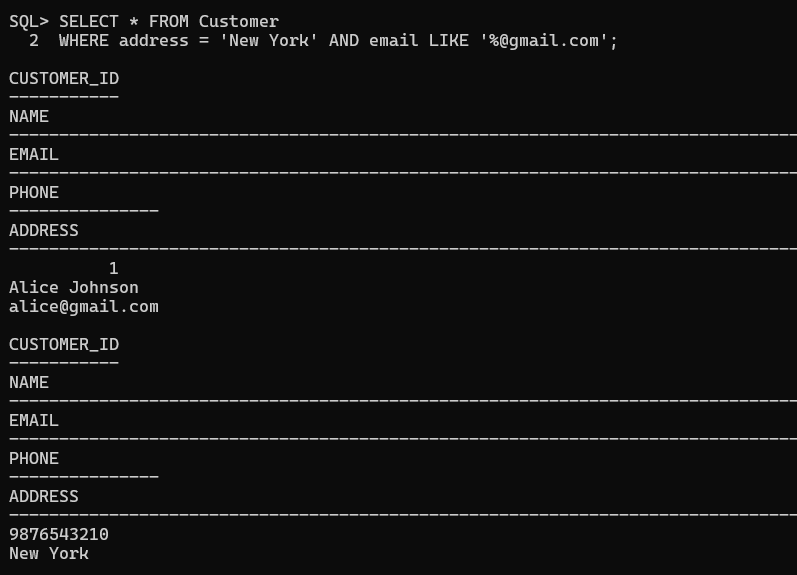 SQL> SELECT * FROM Customer
  2  WHERE address = 'New York' AND email LIKE '%@gmail.com';

CUSTOMER_ID
-----------
NAME
--------------------------------------------------------------------------------
EMAIL
--------------------------------------------------------------------------------
PHONE
---------------
ADDRESS
--------------------------------------------------------------------------------
          1
Alice Johnson
alice@gmail.com

CUSTOMER_ID
-----------
NAME
--------------------------------------------------------------------------------
EMAIL
--------------------------------------------------------------------------------
PHONE
---------------
ADDRESS
--------------------------------------------------------------------------------
9876543210
New York